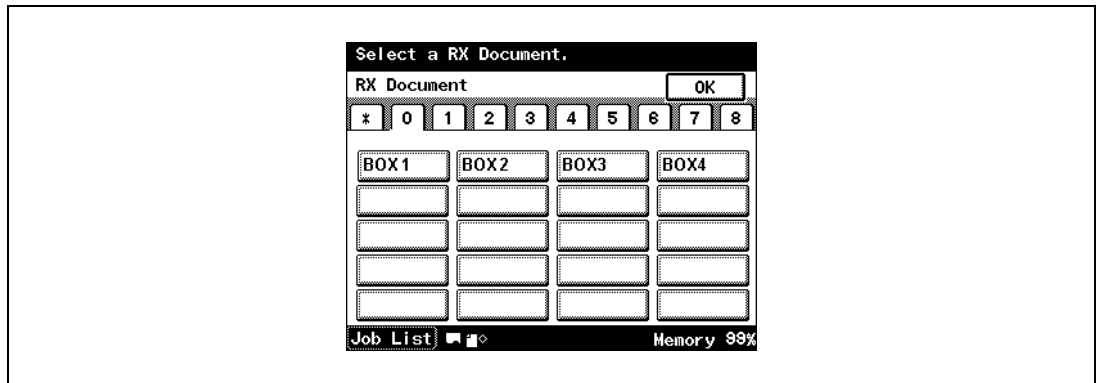 Select a RX Document.
RX Document OK
* 0 1 2 3 4 5 6 7 8
BOX1 BOX2 BOX3 BOX4
Job List Memory 99%